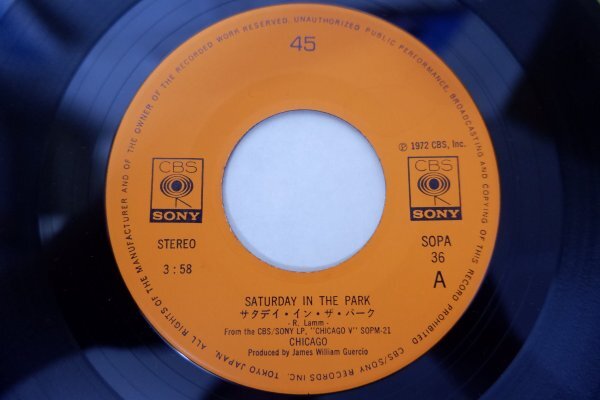 45
ALL RIGHTS OF THE MANUFACTURER AND OF THE OWNER OF THE RECORDED WORK RESERVED. UNAUTHORIZED PUBLIC PERFORMANCE, BROADCASTING AND COPYING OF THIS RECORD PROHIBITED
℗ 1972 CBS, Inc.
CBS
SONY
CBS
SONY
STEREO
3:58
SOPA
36
A
SATURDAY IN THE PARK
サタデイ・イン・ザ・パーク
- R. Lamm -
From the CBS/SONY LP, "CHICAGO V" SOPM-21
CHICAGO
Produced by James William Guercio
CBS/SONY RECORDS INC. TOKYO JAPAN.